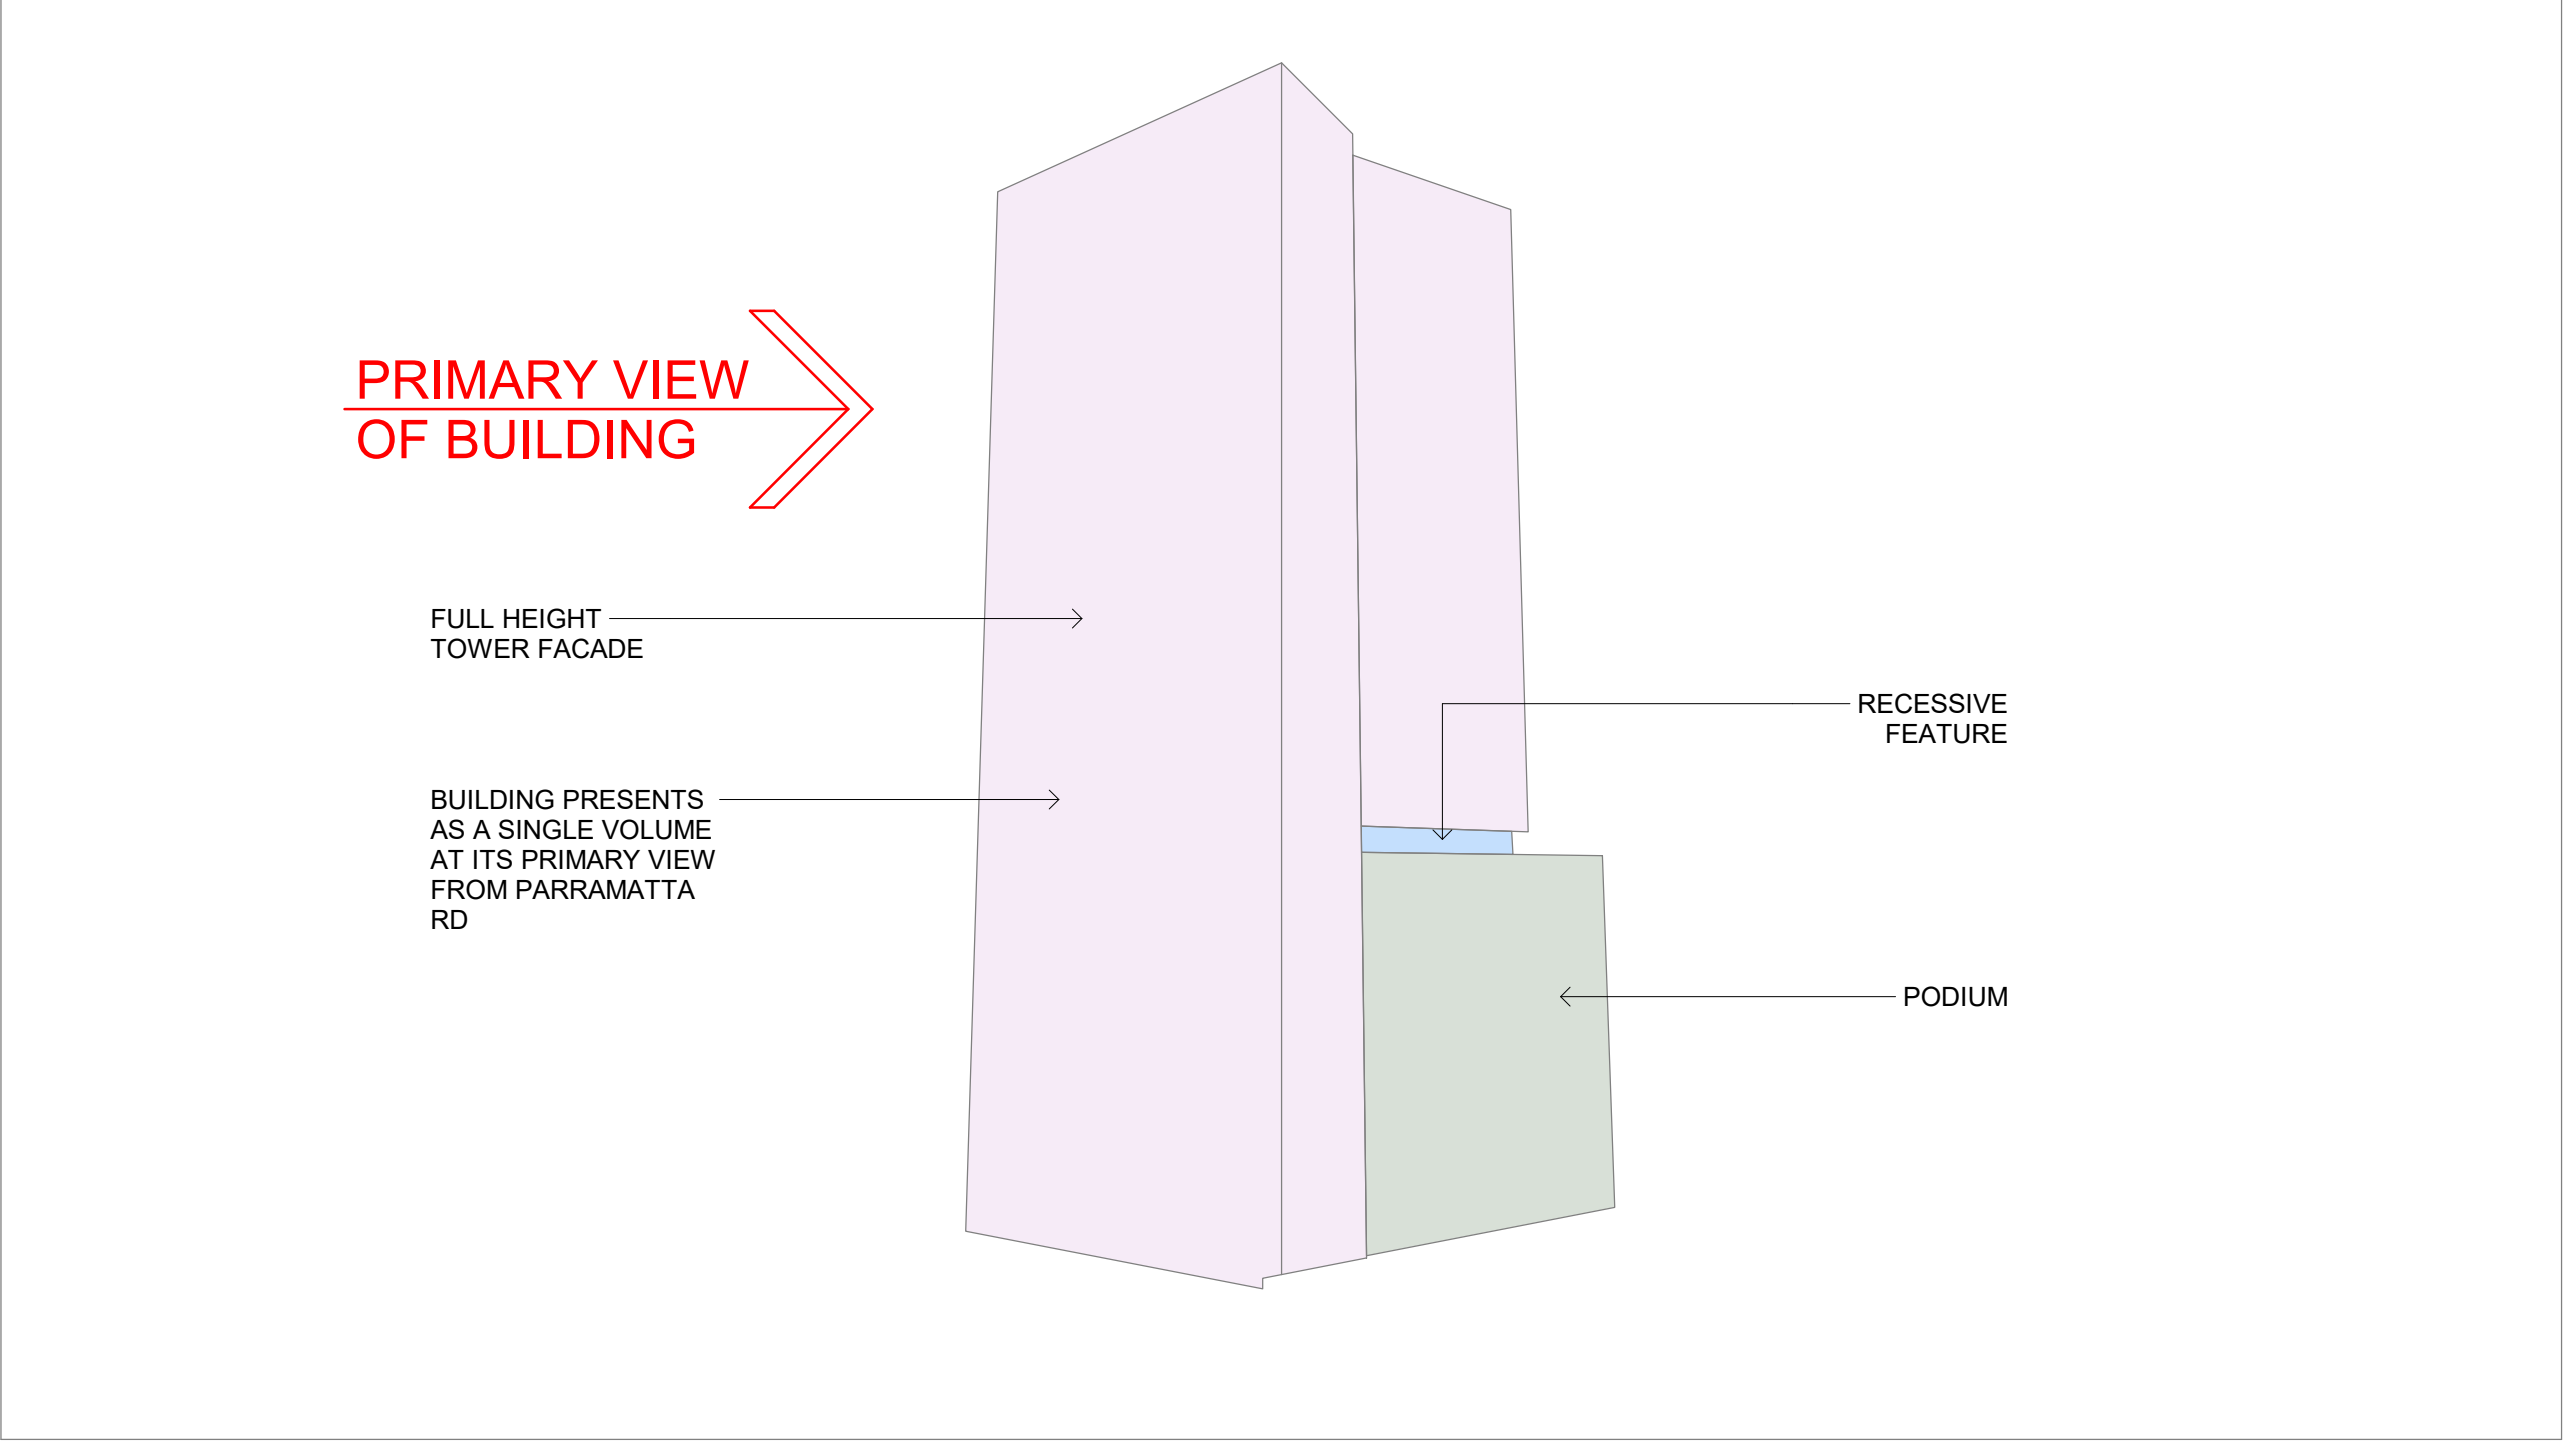 PRIMARY VIEW
OF BUILDING
FULL HEIGHT
TOWER FACADE
RECESSIVE
FEATURE
BUILDING PRESENTS
AS A SINGLE VOLUME
AT ITS PRIMARY VIEW
FROM PARRAMATTA
RD
PODIUM